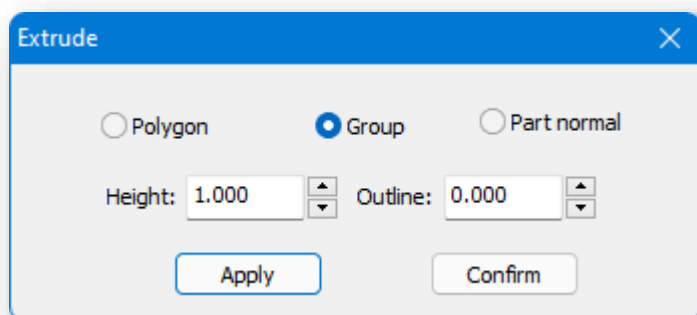 Extrude
Polygon Group Part normal
Height: 1.000 Outline: 0.000
Apply Confirm